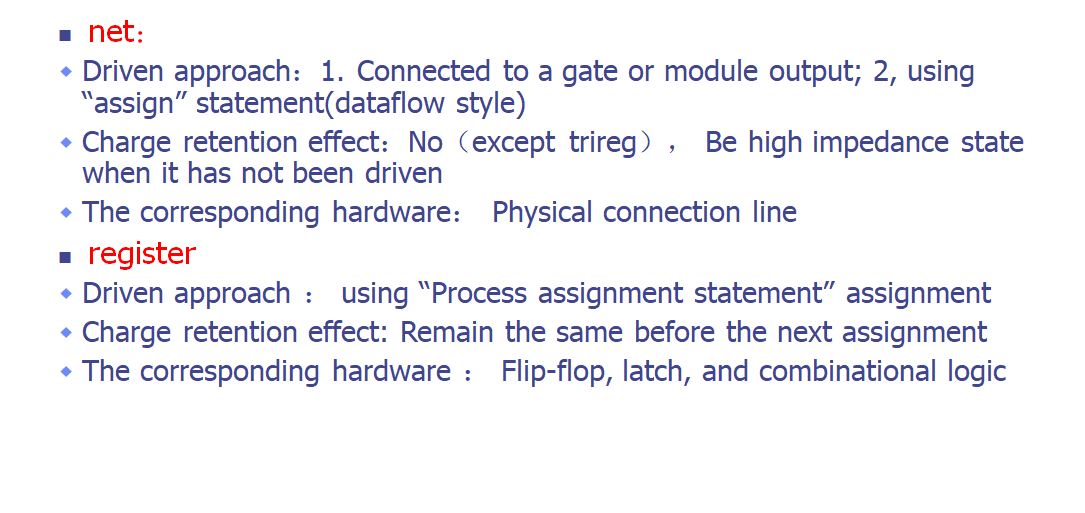 net：
Driven approach：1. Connected to a gate or module output; 2, using
“assign” statement(dataflow style)
Charge retention effect：No（except trireg）， Be high impedance state
when it has not been driven
The corresponding hardware： Physical connection line
register
Driven approach ： using “Process assignment statement” assignment
Charge retention effect: Remain the same before the next assignment
The corresponding hardware ： Flip-flop, latch, and combinational logic